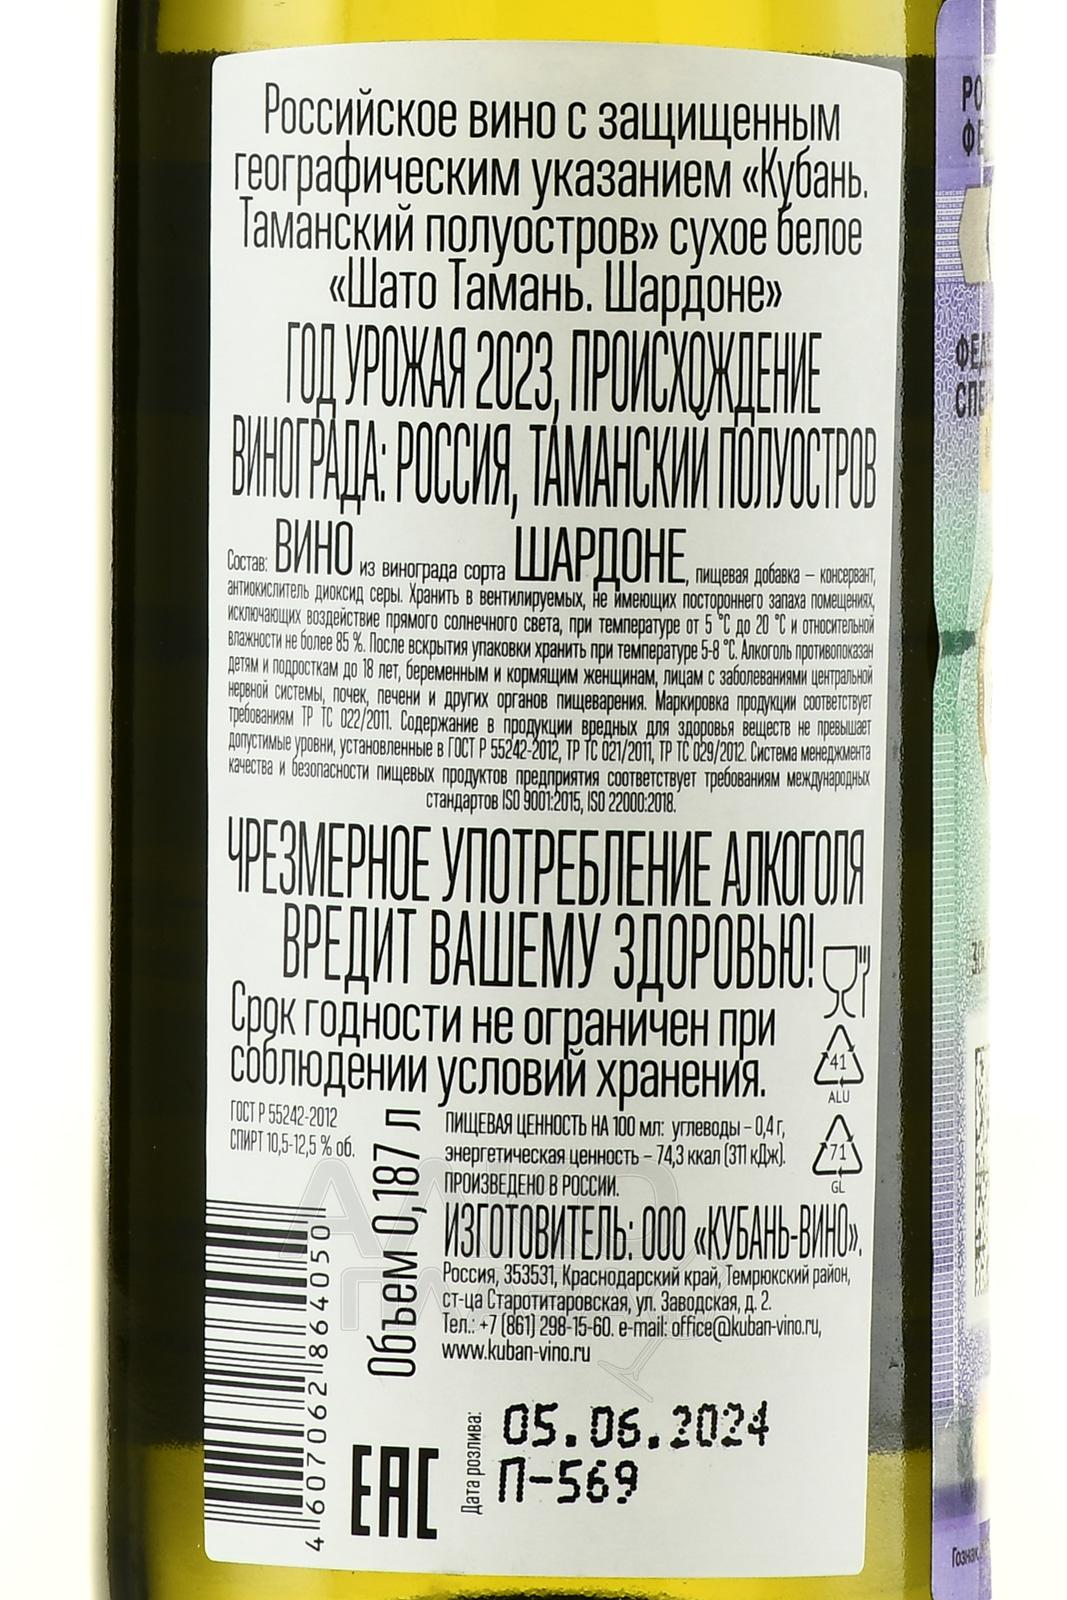 Российское вино с защищенным
географическим указанием «Кубань.
Таманский полуостров» сухое белое
«Шато Тамань. Шардоне»
ГОД УРОЖАЯ 2023, ПРОИСХОЖДЕНИЕ
ВИНОГРАДА: РОССИЯ, ТАМАНСКИЙ ПОЛУОСТРОВ
Состав: ВИНО из винограда сорта ШАРДОНЕ, пищевая добавка – консервант,
антиокислитель диоксид серы. Хранить в вентилируемых, не имеющих постороннего запаха помещениях,
исключающих воздействие прямого солнечного света, при температуре от 5 °С до 20 °С и относительной
влажности не более 85 %. После вскрытия упаковки хранить при температуре 5-8 °С. Алкоголь противопоказан
детям и подросткам до 18 лет, беременным и кормящим женщинам, лицам с заболеваниями центральной
нервной системы, почек, печени и других органов пищеварения. Маркировка продукции соответствует
требованиям ТР ТС 022/2011. Содержание в продукции вредных для здоровья веществ не превышает
допустимые уровни, установленные в ГОСТ Р 55242-2012, ТР ТС 021/2011, ТР ТС 029/2012. Система менеджмента
качества и безопасности пищевых продуктов предприятия соответствует требованиям международных
стандартов ISO 9001:2015, ISO 22000:2018.
ЧРЕЗМЕРНОЕ УПОТРЕБЛЕНИЕ АЛКОГОЛЯ
ВРЕДИТ ВАШЕМУ ЗДОРОВЬЮ!
Срок годности не ограничен при
соблюдении условий хранения.
41
ALU
71
GL
ГОСТ Р 55242-2012
СПИРТ 10,5-12,5 % об.
Объем 0,187 л
ПИЩЕВАЯ ЦЕННОСТЬ НА 100 мл: углеводы – 0,4 г,
энергетическая ценность – 74,3 ккал (311 кДж).
ПРОИЗВЕДЕНО В РОССИИ.
ИЗГОТОВИТЕЛЬ: ООО «КУБАНЬ-ВИНО».
Россия, 353531, Краснодарский край, Темрюкский район,
ст-ца Старотитаровская, ул. Заводская, д. 2.
Тел.: +7 (861) 298-15-60. e-mail: office@kuban-vino.ru,
www.kuban-vino.ru
4 607062 864050
ЕАС
Дата розлива:
05.06.2024
П-569